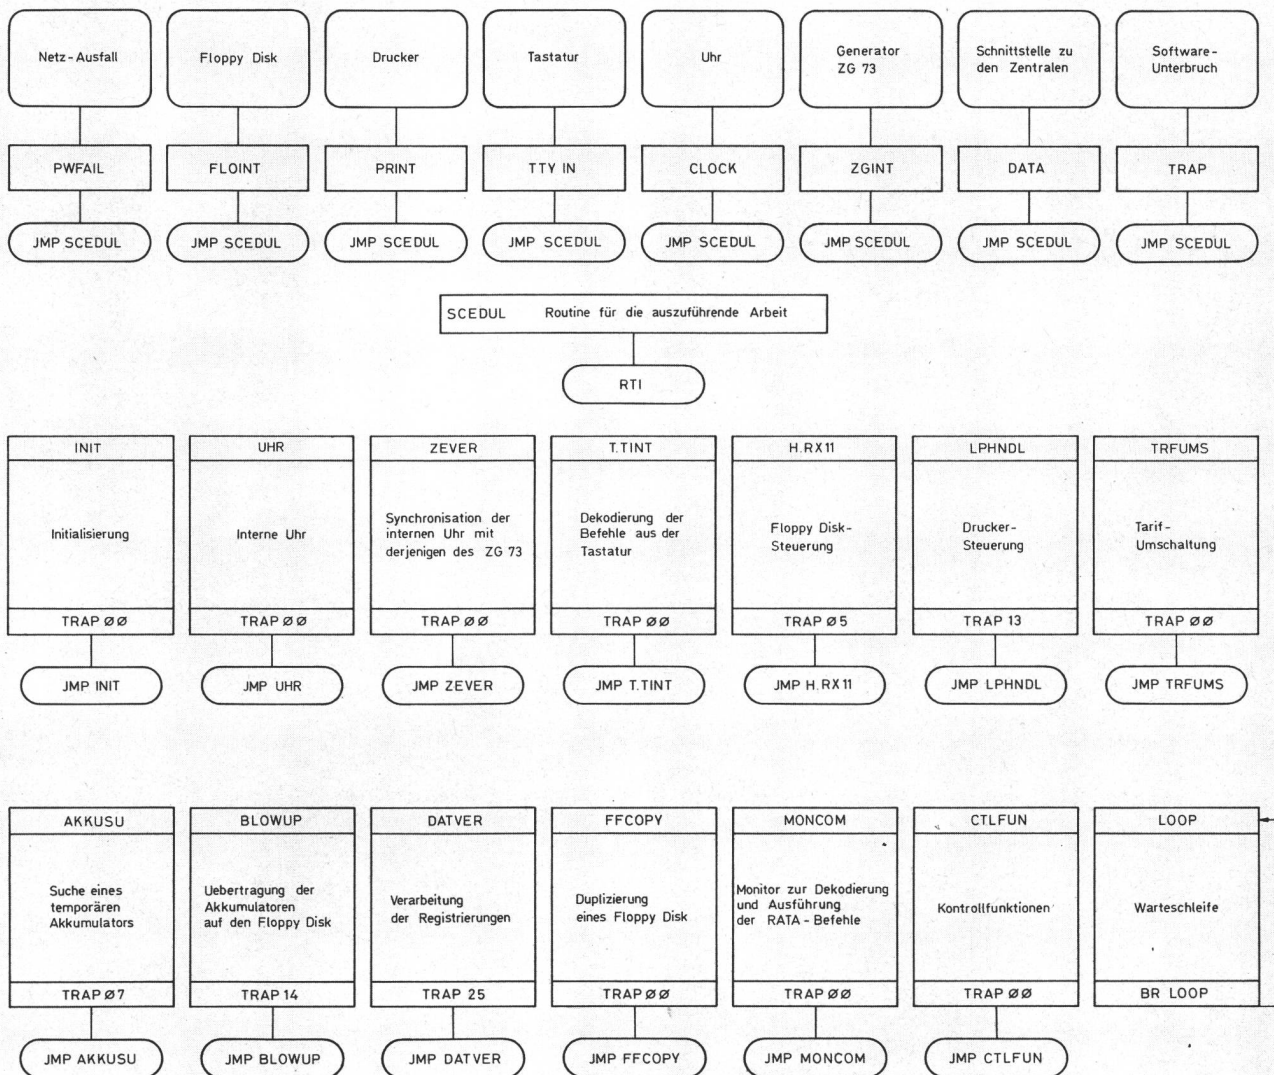 Netz-Ausfall
Floppy Disk
Drucker
Tastatur
Uhr
Generator
ZG 73
Schnittstelle zu
den Zentralen
Software-
Unterbruch
PWFAIL
FLOINT
PRINT
TTY IN
CLOCK
ZGINT
DATA
TRAP
JMP SCEDUL
JMP SCEDUL
JMP SCEDUL
JMP SCEDUL
JMP SCEDUL
JMP SCEDUL
JMP SCEDUL
JMP SCEDUL
SCEDUL Routine für die auszuführende Arbeit
RTI
INIT
Initialisierung
TRAP ØØ
JMP INIT
UHR
Interne Uhr
TRAP ØØ
JMP UHR
ZEVER
Synchronisation der
internen Uhr mit
derjenigen des ZG 73
TRAP ØØ
JMP ZEVER
T.TINT
Dekodierung der
Befehle aus der
Tastatur
TRAP ØØ
JMP T.TINT
H.RX11
Floppy Disk-
Steuerung
TRAP Ø5
JMP H.RX11
LPHNDL
Drucker-
Steuerung
TRAP 13
JMP LPHNDL
TRFUMS
Tarif-
Umschaltung
TRAP ØØ
JMP TRFUMS
AKKUSU
Suche eines
temporären
Akkumulators
TRAP Ø7
JMP AKKUSU
BLOWUP
Uebertragung der
Akkumulatoren
auf den Floppy Disk
TRAP 14
JMP BLOWUP
DATVER
Verarbeitung
der Registrierungen
TRAP 25
JMP DATVER
FFCOPY
Duplizierung
eines Floppy Disk
TRAP ØØ
JMP FFCOPY
MONCOM
Monitor zur Dekodierung
und Ausführung
der RATA-Befehle
TRAP ØØ
JMP MONCOM
CTLFUN
Kontrollfunktionen
TRAP ØØ
JMP CTLFUN
LOOP
Warteschleife
BR LOOP